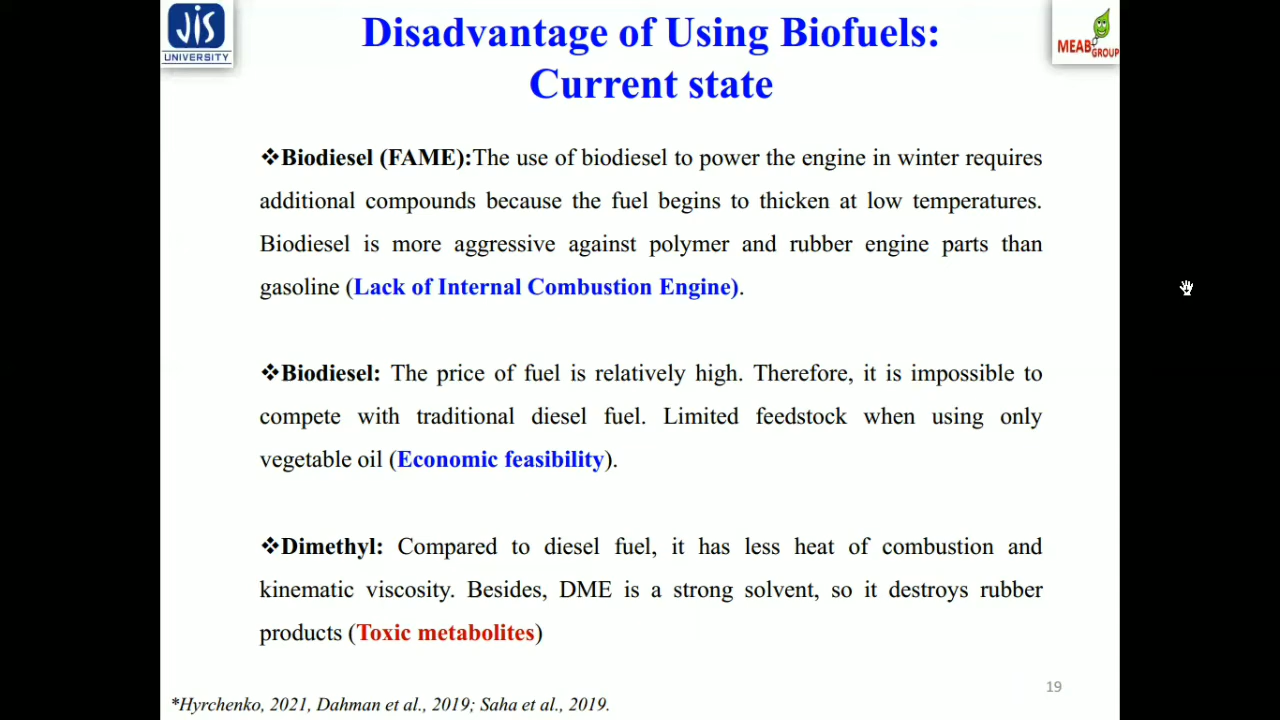 JIS
UNIVERSITY
Disadvantage of Using Biofuels:
Current state
MEAB GROUP
❖Biodiesel (FAME):The use of biodiesel to power the engine in winter requires
additional compounds because the fuel begins to thicken at low temperatures.
Biodiesel is more aggressive against polymer and rubber engine parts than
gasoline (Lack of Internal Combustion Engine).
❖Biodiesel: The price of fuel is relatively high. Therefore, it is impossible to
compete with traditional diesel fuel. Limited feedstock when using only
vegetable oil (Economic feasibility).
❖Dimethyl: Compared to diesel fuel, it has less heat of combustion and
kinematic viscosity. Besides, DME is a strong solvent, so it destroys rubber
products (Toxic metabolites)
19
*Hyrchenko, 2021, Dahman et al., 2019; Saha et al., 2019.